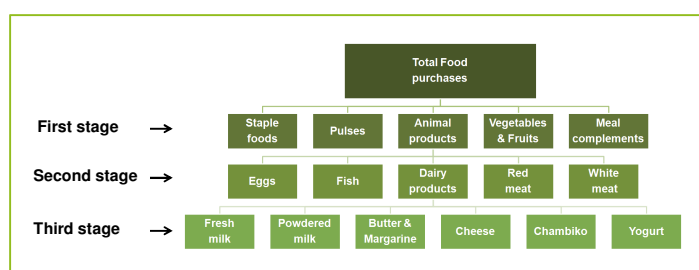 Total Food
purchases
First stage
Staple
foods
Pulses
Animal
products
Vegetables
& Fruits
Meal
complements
Second stage
Eggs
Fish
Dairy
products
Red
meat
White
meat
Third stage
Fresh
milk
Powdered
milk
Butter &
Margarine
Cheese
Chambiko
Yogurt